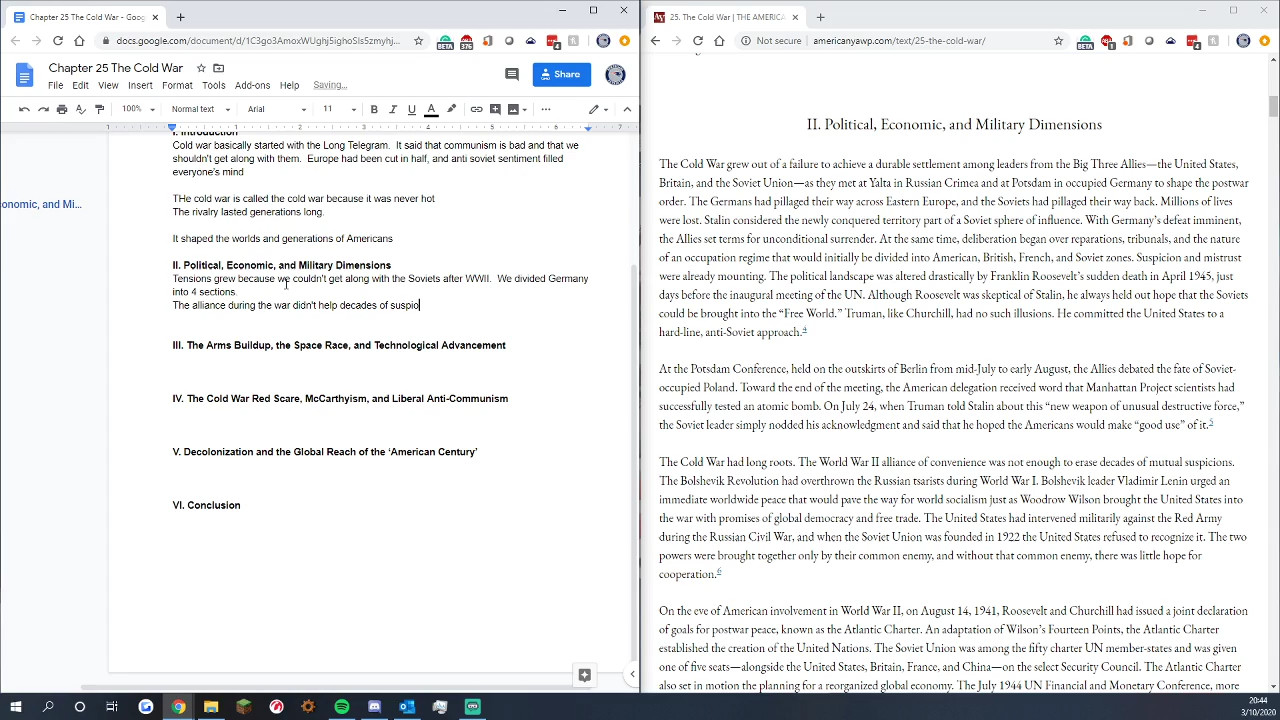 Chapter 25 The Cold War - Goog
docs.google.com/document/d/1C3go3AmoxWUghj5ighoSIs5zmyhj...
Chapter 25 The Cold War
File Edit View Insert Format Tools Add-ons Help Saving...
Share
100% Normal text Arial 11
1 1 2 3 4 5 6 7
onomic, and Mi...
I. Introduction
Cold war basically started with the Long Telegram. It said that communism is bad and that we
shouldn't get along with them. Europe had been cut in half, and anti soviet sentiment filled
everyone's mind
THe cold war is called the cold war because it was never hot
The rivalry lasted generations long.
It shaped the worlds and generations of Americans
II. Political, Economic, and Military Dimensions
Tensions grew because we couldn't get along with the Soviets after WWII. We divided Germany
into 4 sections.
The alliance during the war didn't help decades of suspio
III. The Arms Buildup, the Space Race, and Technological Advancement
IV. The Cold War Red Scare, McCarthyism, and Liberal Anti-Communism
V. Decolonization and the Global Reach of the ‘American Century’
VI. Conclusion
25. The Cold War | THE AMERICA
Not secure americanyawp.com/text/25-the-cold-war/
II. Political, Economic, and Military Dimensions
The Cold War grew out of a failure to achieve a durable settlement among leaders from the Big Three Allies—the United States,
Britain, and the Soviet Union—as they met at Yalta in Russian Crimea and at Potsdam in occupied Germany to shape the postwar
order. The Germans had pillaged their way across Eastern Europe, and the Soviets had pillaged their way back. Millions of lives
were lost. Stalin considered the newly conquered territory part of a Soviet sphere of influence. With Germany’s defeat imminent,
the Allies set terms for unconditional surrender. At the same time, deliberation began over reparations, tribunals, and the nature
of an occupation regime that would initially be divided into American, British, French, and Soviet zones. Suspicion and mistrust
were already mounting. The political landscape was altered drastically by Franklin Roosevelt’s sudden death in April 1945, just
days before the inaugural meeting of the UN. Although Roosevelt was skeptical of Stalin, he always held out hope that the Soviets
could be brought into the “Free World.” Truman, like Churchill, had no such illusions. He committed the United States to a
hard-line, anti-Soviet approach.4
At the Potsdam Conference, held on the outskirts of Berlin from mid-July to early August, the Allies debated the fate of Soviet-
occupied Poland. Toward the end of the meeting, the American delegation received word that Manhattan Project scientists had
successfully tested an atomic bomb. On July 24, when Truman told Stalin about this “new weapon of unusual destructive force,”
the Soviet leader simply nodded his acknowledgment and said that he hoped the Americans would make “good use” of it.5
The Cold War had long roots. The World War II alliance of convenience was not enough to erase decades of mutual suspicions.
The Bolshevik Revolution had overthrown the Russian tsarists during World War I. Bolshevik leader Vladimir Lenin urged an
immediate worldwide peace that would pave the way for world socialism just as Woodrow Wilson brought the United States into
the war with promises of global democracy and free trade. The United States had intervened militarily against the Red Army
during the Russian Civil War, and when the Soviet Union was founded in 1922 the United States refused to recognize it. The two
powers were brought together only by their common enemy, and without that common enemy, there was little hope for
cooperation.6
On the eve of American involvement in World War II, on August 14, 1941, Roosevelt and Churchill had issued a joint declaration
of goals for postwar peace, known as the Atlantic Charter. An adaptation of Wilson’s Fourteen Points, the Atlantic Charter
established the creation of the United Nations. The Soviet Union was among the fifty charter UN member-states and was given
one of five seats—alongside the United States, Britain, France, and China—on the select Security Council. The Atlantic Charter
also set in motion the planning for a reorganized global economy. The July 1944 UN Financial and Monetary Conference, more
20:44
3/10/2020